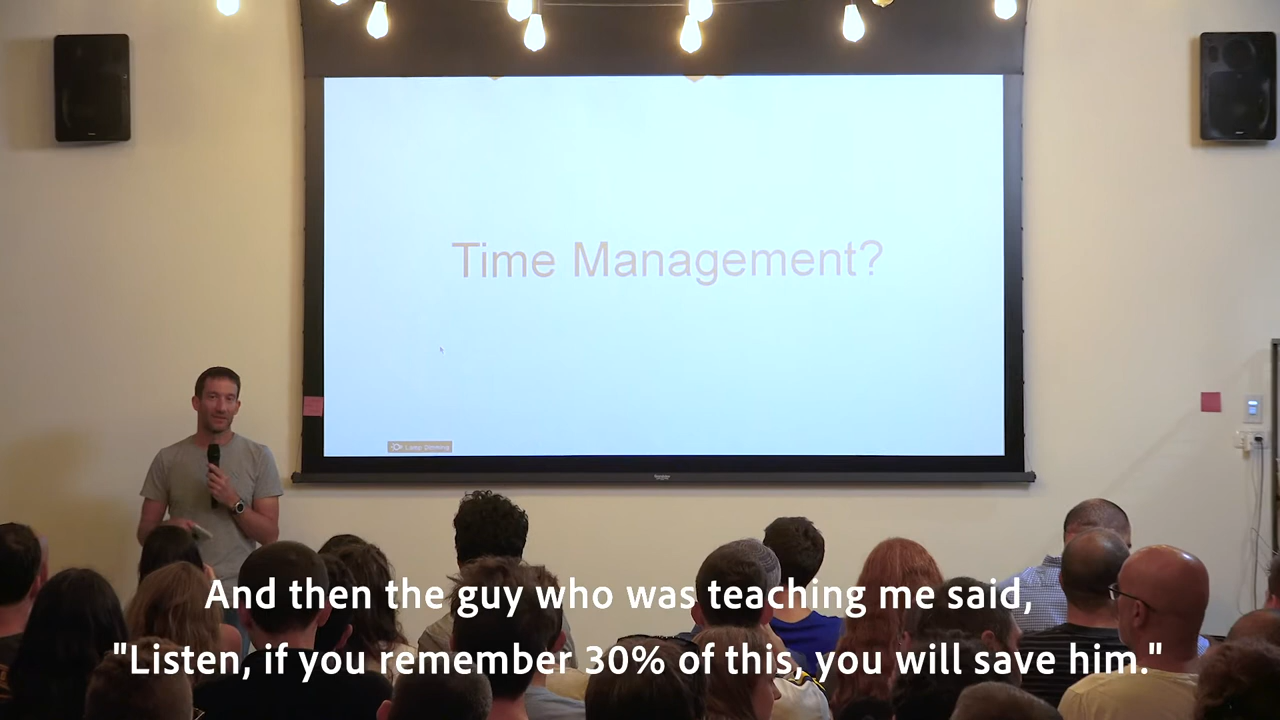 Time Management?
And then the guy who was teaching me said,
"Listen, if you remember 30% of this, you will save him."